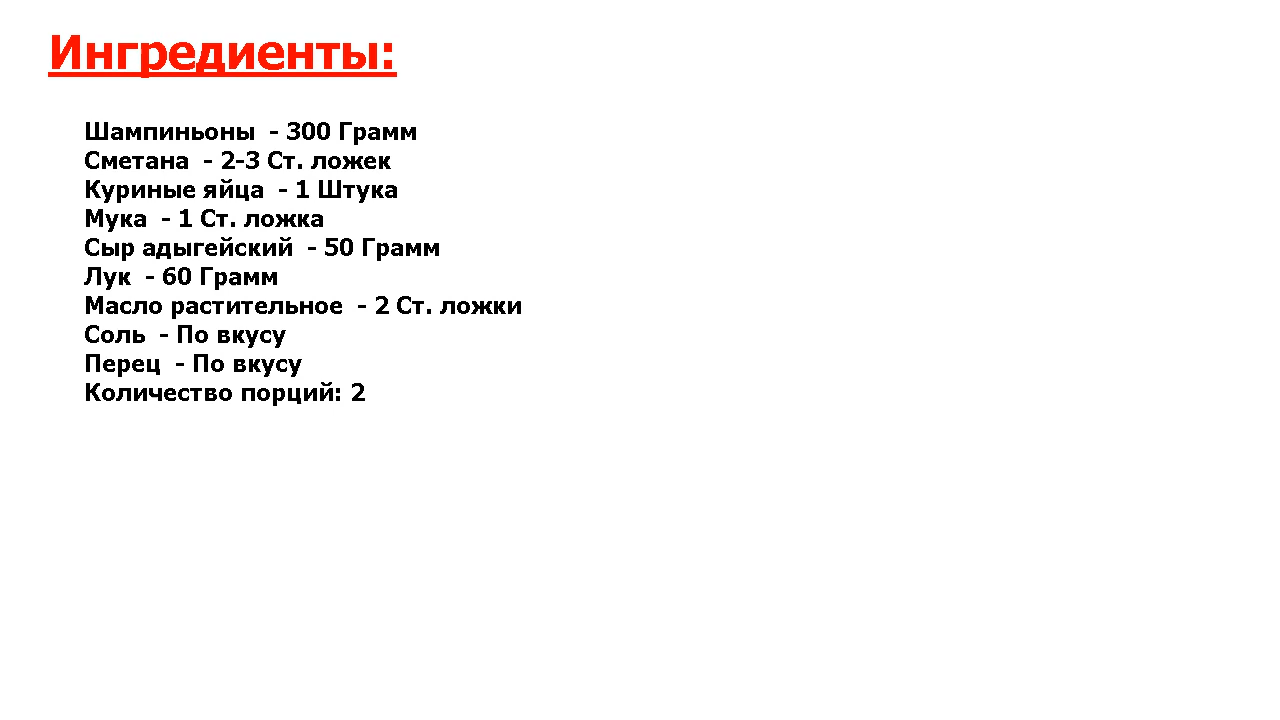 Ингредиенты:
Шампиньоны - 300 Грамм
Сметана - 2-3 Ст. ложек
Куриные яйца - 1 Штука
Мука - 1 Ст. ложка
Сыр адыгейский - 50 Грамм
Лук - 60 Грамм
Масло растительное - 2 Ст. ложки
Соль - По вкусу
Перец - По вкусу
Количество порций: 2